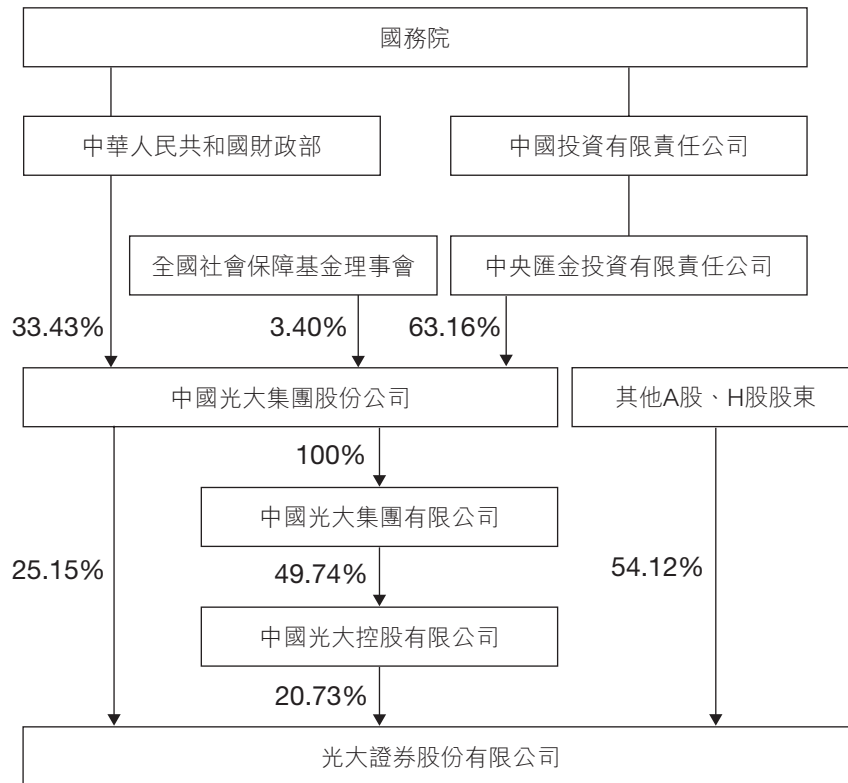 國務院
中華人民共和國財政部
中國投資有限責任公司
全國社會保障基金理事會
中央匯金投資有限責任公司
33.43%
3.40%
63.16%
中國光大集團股份公司
其他A股、H股股東
100%
中國光大集團有限公司
25.15%
49.74%
54.12%
中國光大控股有限公司
20.73%
光大證券股份有限公司